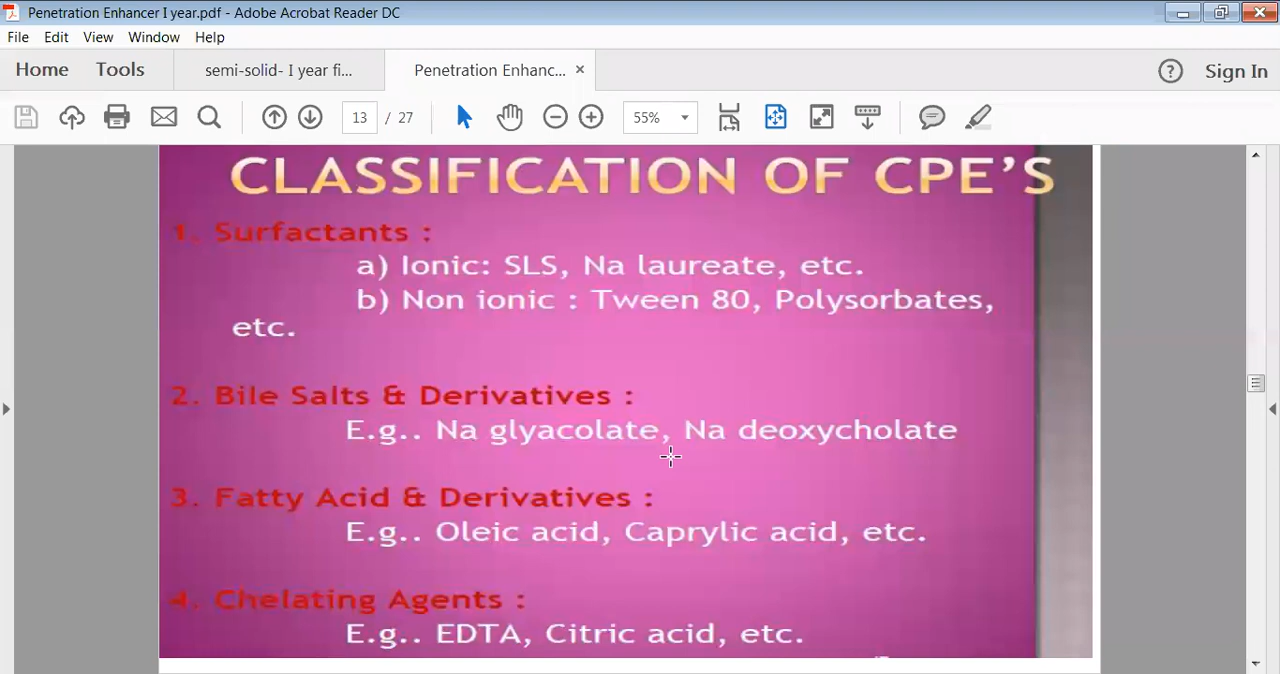 Penetration Enhancer I year.pdf - Adobe Acrobat Reader DC
File Edit View Window Help
Home Tools semi-solid- I year fi... Penetration Enhanc... × Sign In
13 / 27 55%
CLASSIFICATION OF CPE'S
1. Surfactants :
a) Ionic: SLS, Na laureate, etc.
b) Non ionic : Tween 80, Polysorbates,
etc.
2. Bile Salts & Derivatives :
E.g.. Na glyacolate, Na deoxycholate
3. Fatty Acid & Derivatives :
E.g.. Oleic acid, Caprylic acid, etc.
4. Chelating Agents :
E.g.. EDTA, Citric acid, etc.